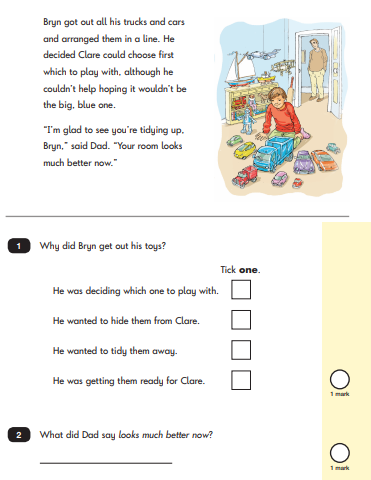 Bryn got out all his trucks and cars
and arranged them in a line. He
decided Clare could choose first
which to play with, although he
couldn't help hoping it wouldn't be
the big, blue one.
"I'm glad to see you're tidying up,
Bryn," said Dad. "Your room looks
much better now."
1 Why did Bryn get out his toys?
Tick one.
He was deciding which one to play with.
He wanted to hide them from Clare.
He wanted to tidy them away.
He was getting them ready for Clare.
1 mark
2 What did Dad say looks much better now?
1 mark